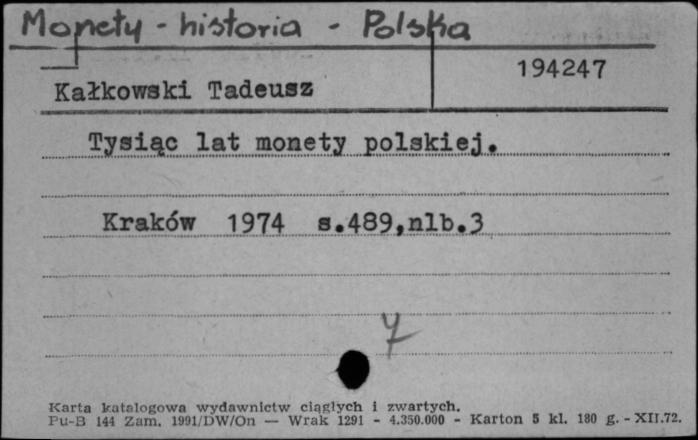 Monety - historia - Polska
194247
Kałkowski Tadeusz
Tysiąc lat monety polskiej.
Kraków 1974 s.489,nlb.3
7
Karta katalogowa wydawnictw ciągłych i zwartych.
Pu-B 144 Zam. 1991/DW/On — Wrak 1291 - 4.350.000 - Karton 5 kl. 180 g. - XII.72.